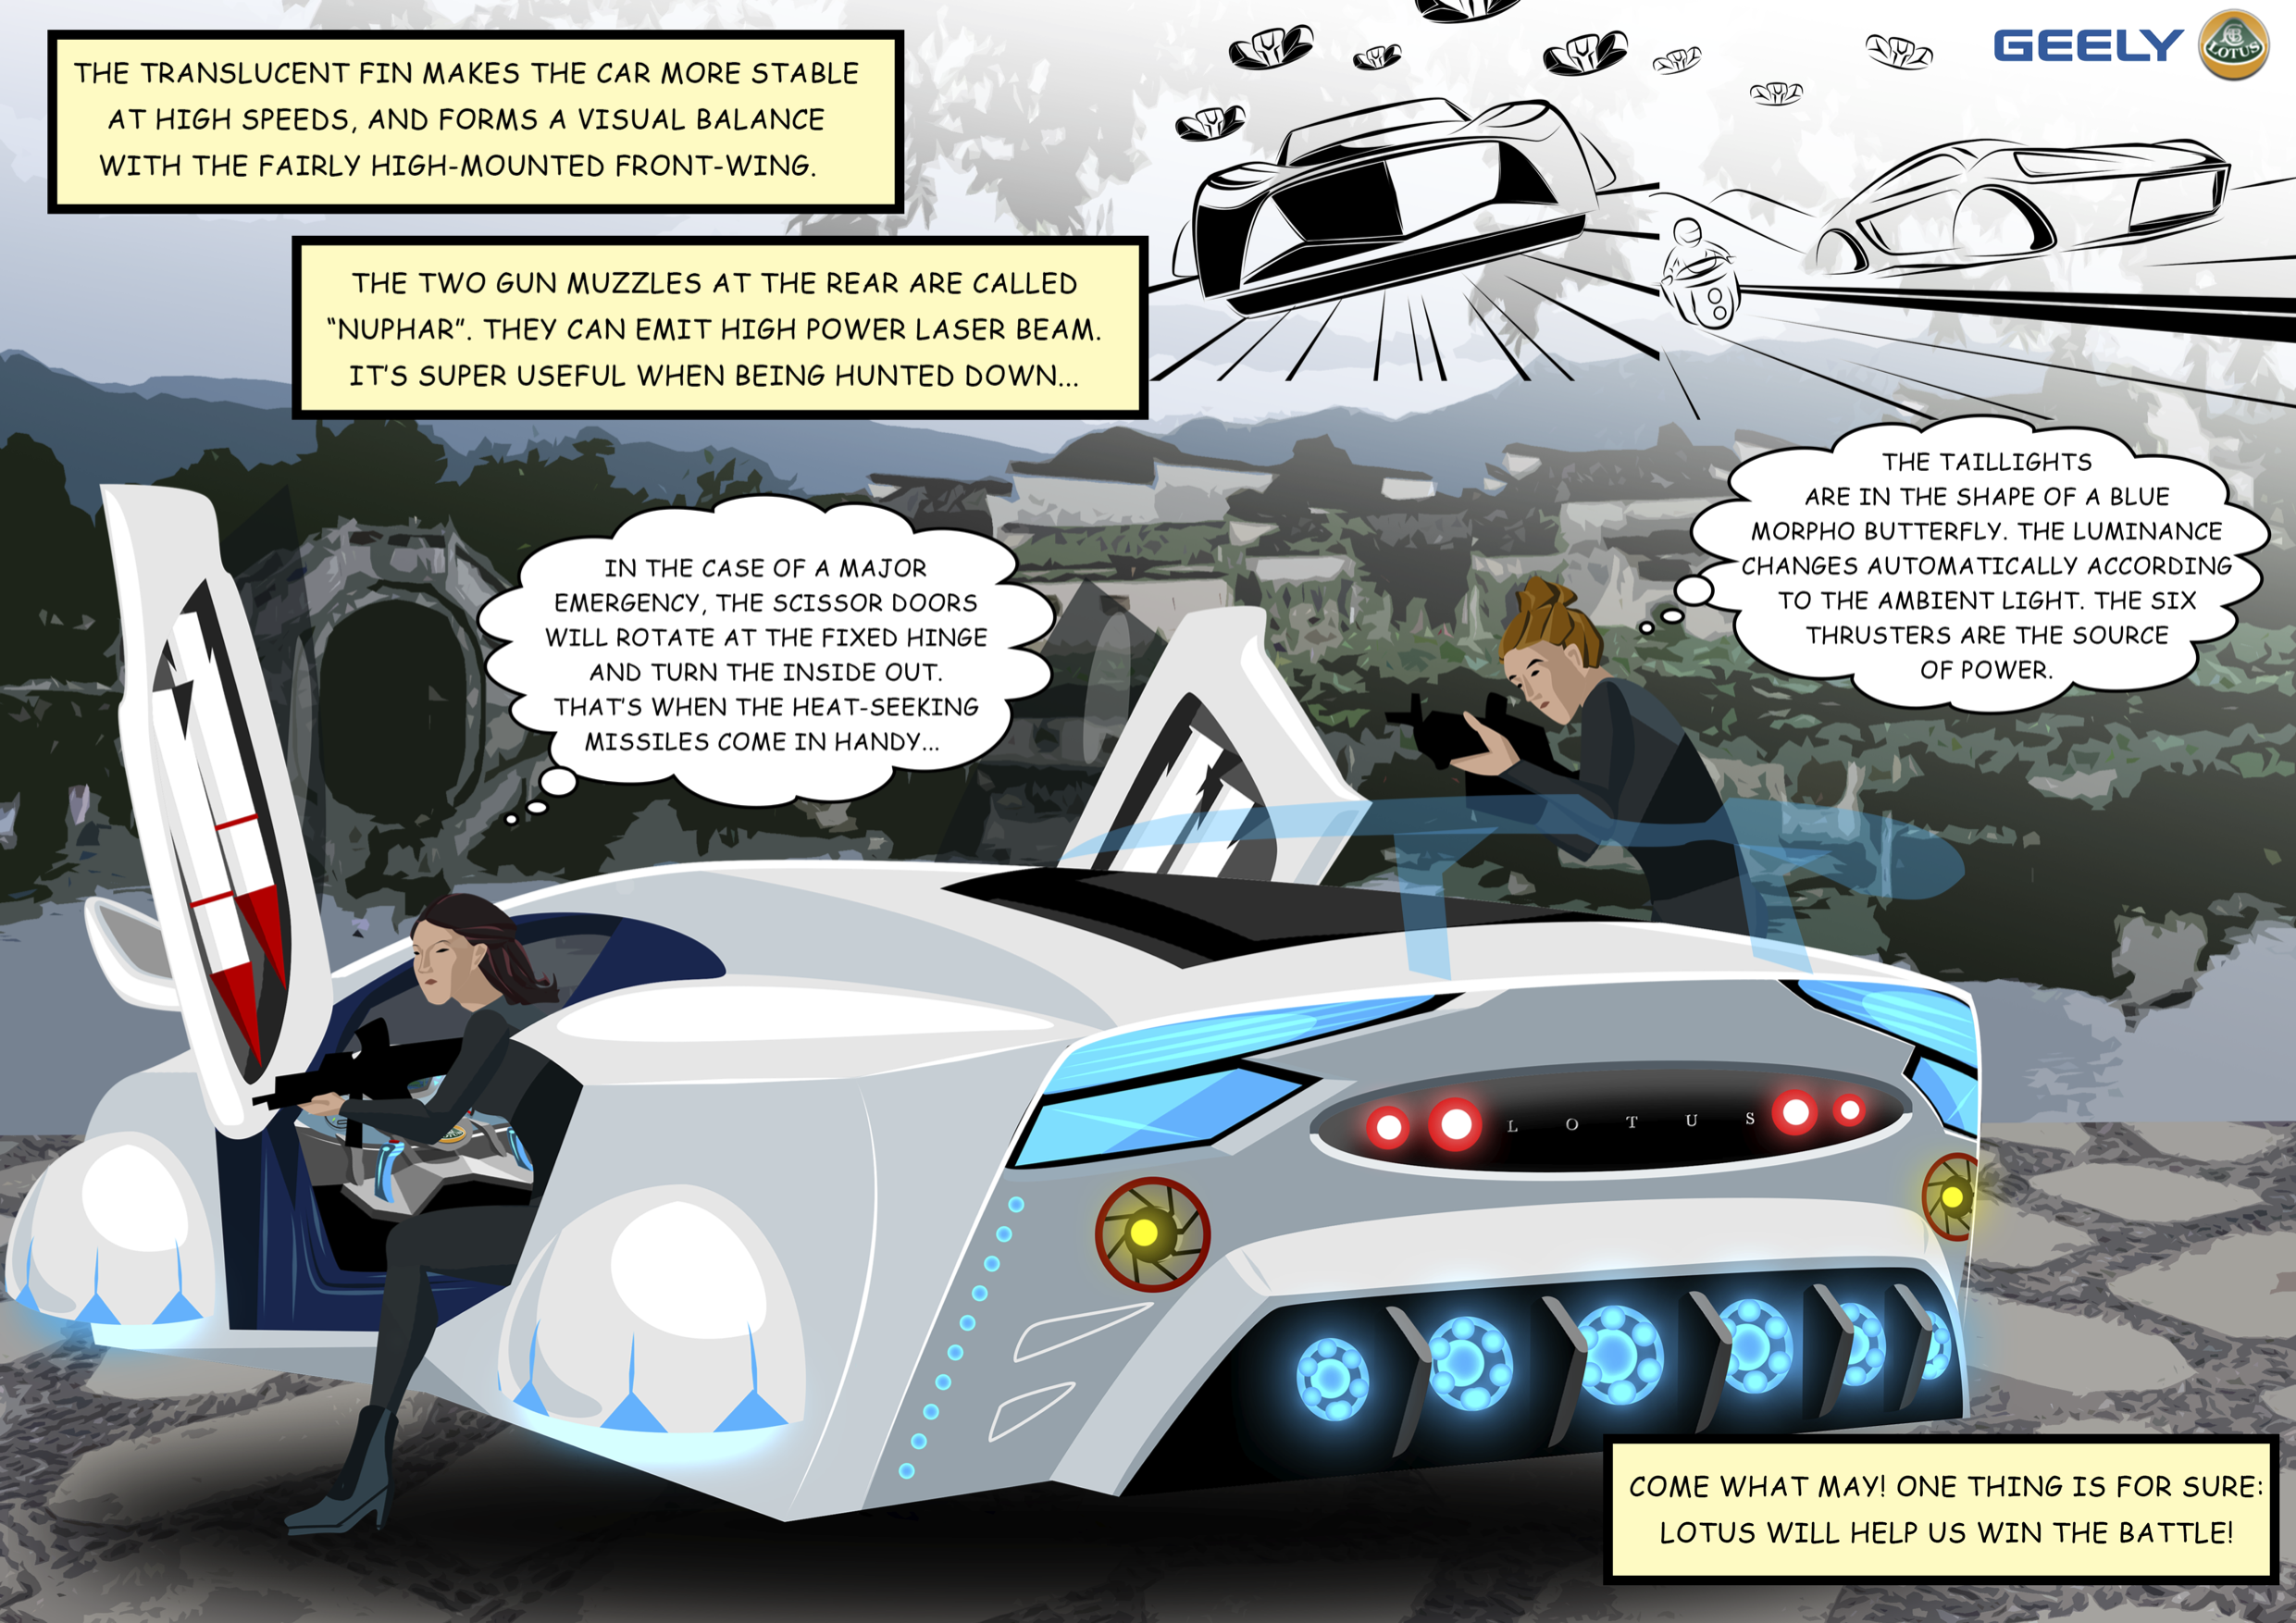 THE TRANSLUCENT FIN MAKES THE CAR MORE STABLE
AT HIGH SPEEDS, AND FORMS A VISUAL BALANCE
WITH THE FAIRLY HIGH-MOUNTED FRONT-WING.
GEELY
LOTUS
THE TWO GUN MUZZLES AT THE REAR ARE CALLED
“NUPHAR”. THEY CAN EMIT HIGH POWER LASER BEAM.
IT’S SUPER USEFUL WHEN BEING HUNTED DOWN...
IN THE CASE OF A MAJOR
EMERGENCY, THE SCISSOR DOORS
WILL ROTATE AT THE FIXED HINGE
AND TURN THE INSIDE OUT.
THAT’S WHEN THE HEAT-SEEKING
MISSILES COME IN HANDY...
THE TAILLIGHTS
ARE IN THE SHAPE OF A BLUE
MORPHO BUTTERFLY. THE LUMINANCE
CHANGES AUTOMATICALLY ACCORDING
TO THE AMBIENT LIGHT. THE SIX
THRUSTERS ARE THE SOURCE
OF POWER.
L O T U S
COME WHAT MAY! ONE THING IS FOR SURE:
LOTUS WILL HELP US WIN THE BATTLE!